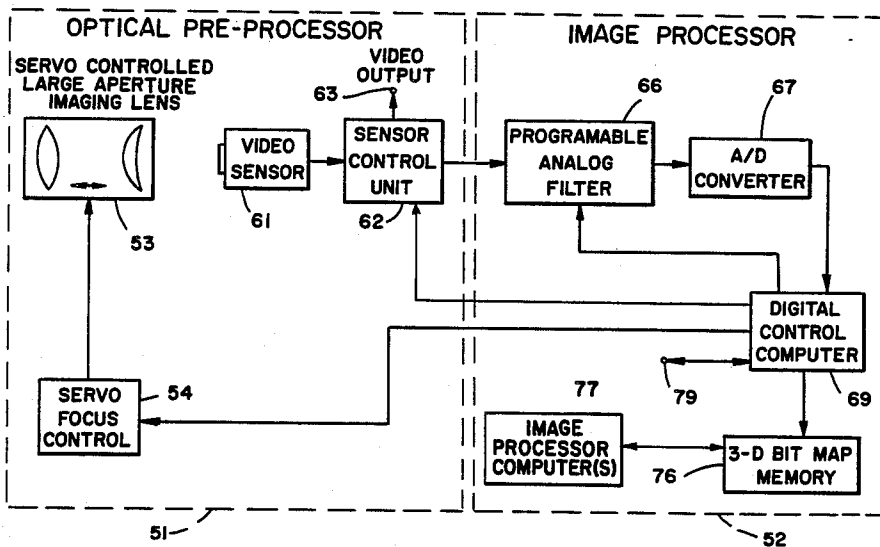 OPTICAL PRE-PROCESSOR
IMAGE PROCESSOR
SERVO CONTROLLED
LARGE APERTURE
IMAGING LENS
53
VIDEO
OUTPUT
63
VIDEO
SENSOR
61
SENSOR
CONTROL
UNIT
62
66
PROGRAMABLE
ANALOG
FILTER
67
A/D
CONVERTER
DIGITAL
CONTROL
COMPUTER
69
79
54
SERVO
FOCUS
CONTROL
77
IMAGE
PROCESSOR
COMPUTER(S)
76
3-D BIT MAP
MEMORY
51
52